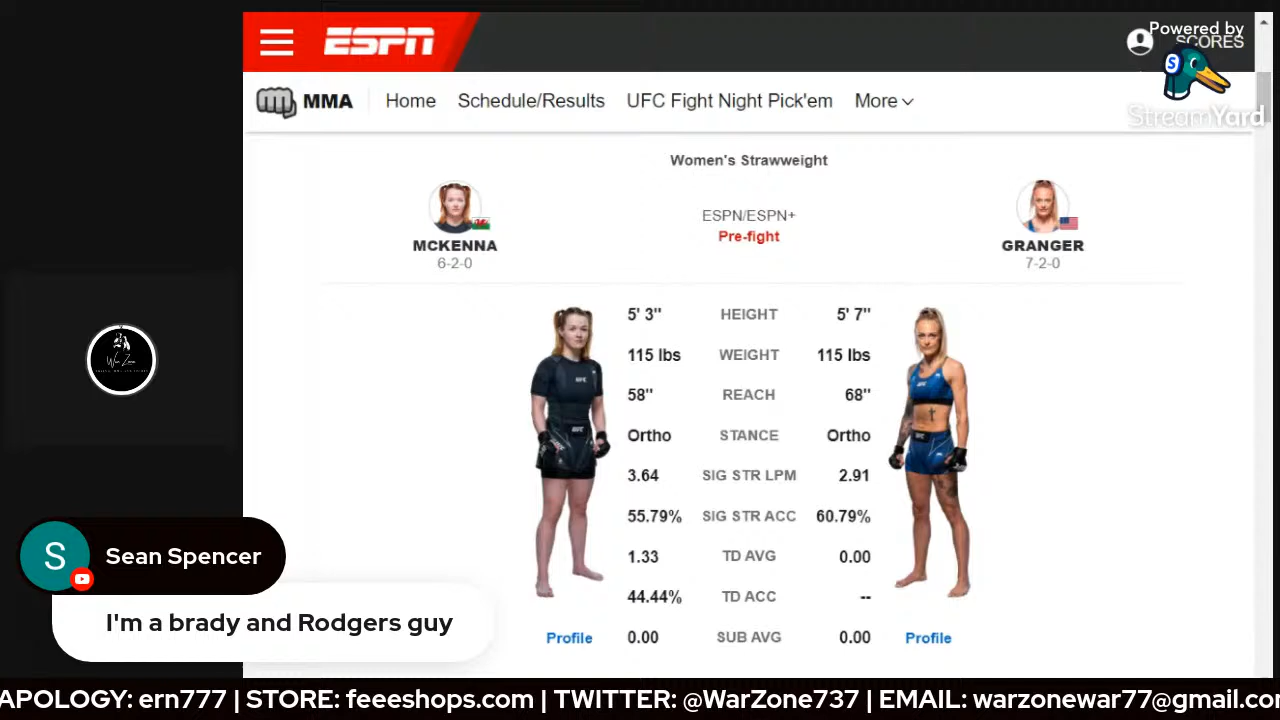 ESPN
Powered by
SCORES
StreamYard
MMA Home Schedule/Results UFC Fight Night Pick'em More
Women's Strawweight
MCKENNA
6-2-0
ESPN/ESPN+
Pre-fight
GRANGER
7-2-0
5' 3" HEIGHT 5' 7"
115 lbs WEIGHT 115 lbs
58" REACH 68"
Ortho STANCE Ortho
3.64 SIG STR LPM 2.91
55.79% SIG STR ACC 60.79%
1.33 TD AVG 0.00
44.44% TD ACC --
Profile 0.00 SUB AVG 0.00 Profile
War Zone
S Sean Spencer
I'm a brady and Rodgers guy
APOLOGY: ern777 | STORE: feeeshops.com | TWITTER: @WarZone737 | EMAIL: warzonewar77@gmail.co